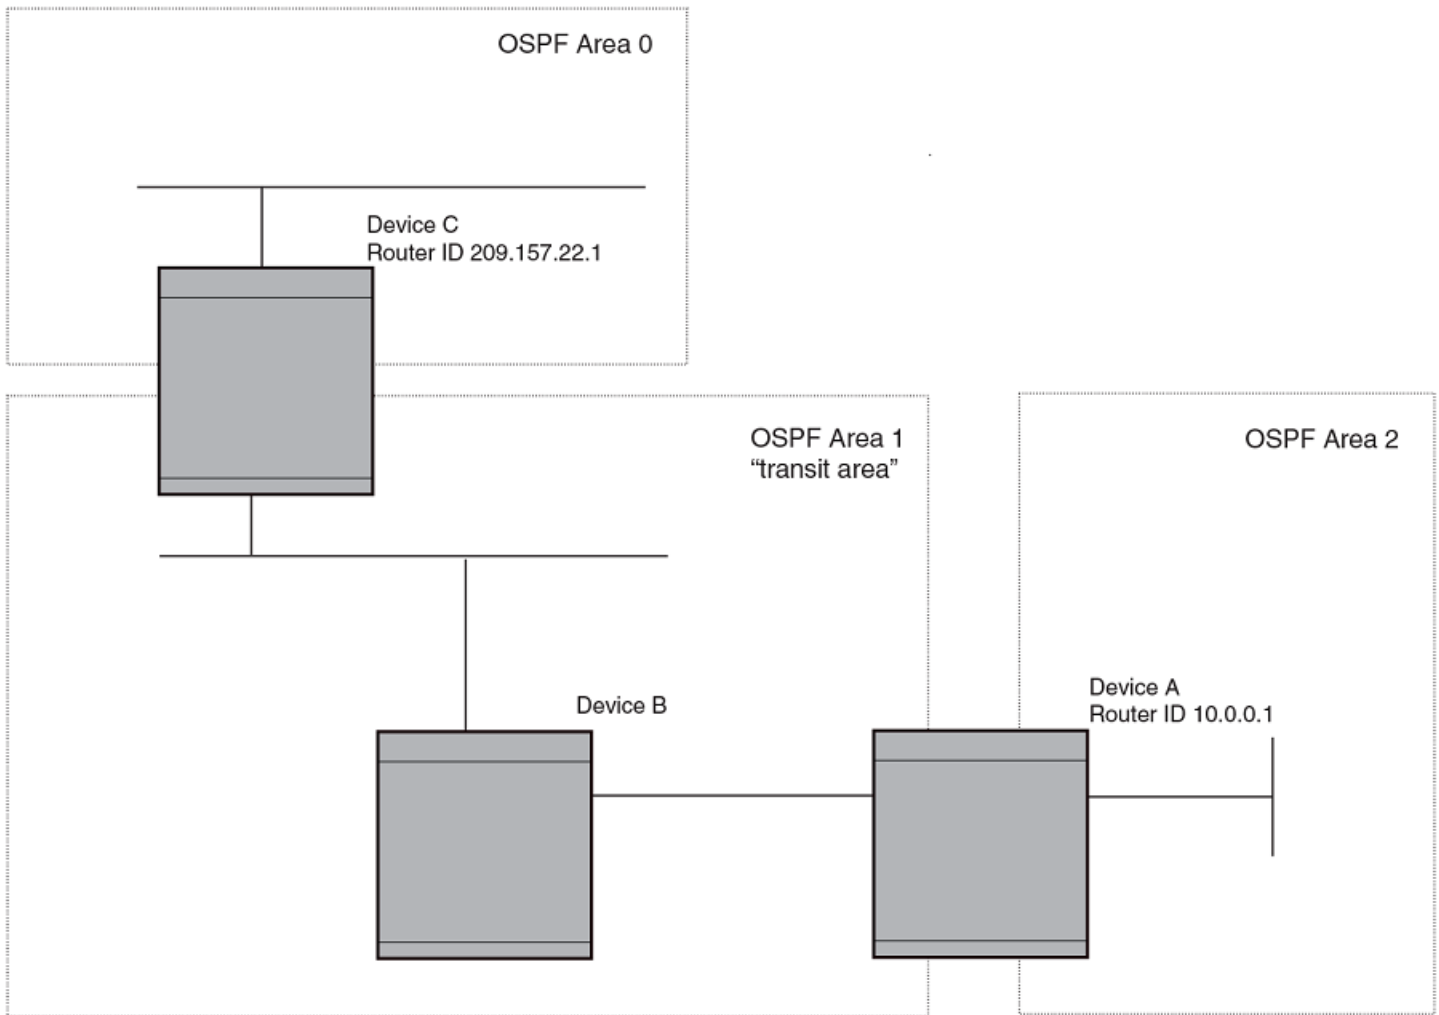 OSPF Area 0
Device C
Router ID 209.157.22.1
OSPF Area 1
“transit area”
OSPF Area 2
Device B
Device A
Router ID 10.0.0.1